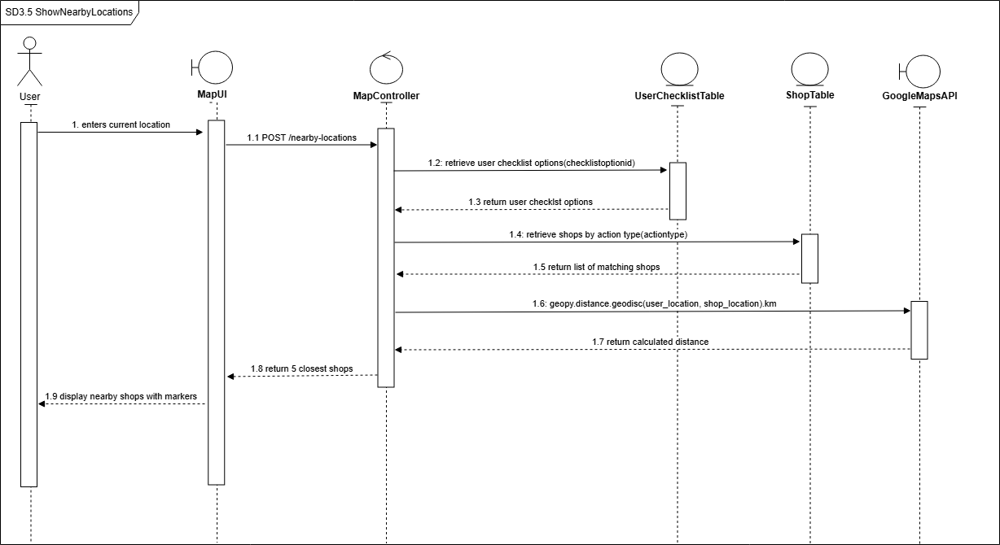 SD3.5 ShowNearbyLocations
User
MapUI
MapController
UserChecklistTable
ShopTable
GoogleMapsAPI
1. enters current location
1.1 POST /nearby-locations
1.2: retrieve user checklist options(checklistoptionid)
1.3 return user checklst options
1.4: retrieve shops by action type(actiontype)
1.5 return list of matching shops
1.6: geopy.distance.geodisc(user_location, shop_location).km
1.7 return calculated distance
1.8 return 5 closest shops
1.9 display nearby shops with markers